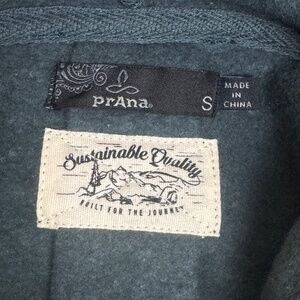 prAna
S
MADE
IN
CHINA
Sustainable Quality
BUILT FOR THE JOURNEY